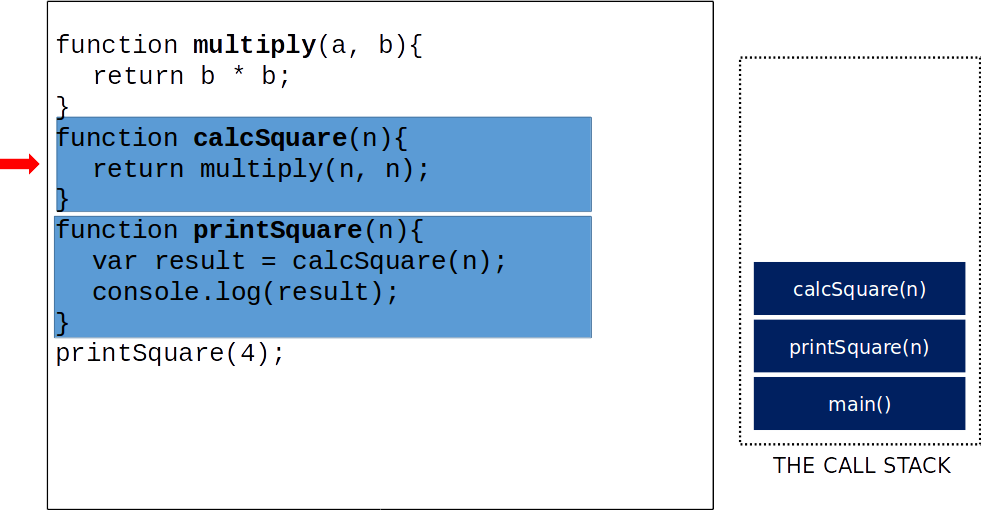 function multiply(a, b){
return b * b;
}
function calcSquare(n){
return multiply(n, n);
}
function printSquare(n){
var result = calcSquare(n);
console.log(result);
}
printSquare(4);
calcSquare(n)
printSquare(n)
main()
THE CALL STACK